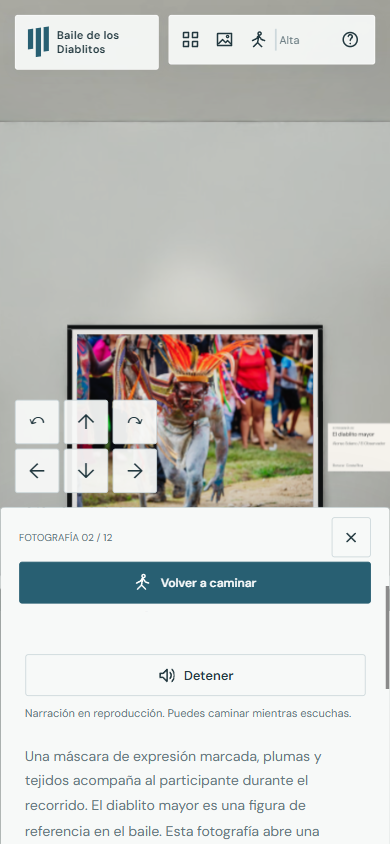 Baile de los
Diablitos
Alta
El diablito mayor
FOTOGRAFÍA 02 / 12
Volver a caminar
Detener
Narración en reproducción. Puedes caminar mientras escuchas.
Una máscara de expresión marcada, plumas y
tejidos acompaña al participante durante el
recorrido. El diablito mayor es una figura de
referencia en el baile. Esta fotografía abre una